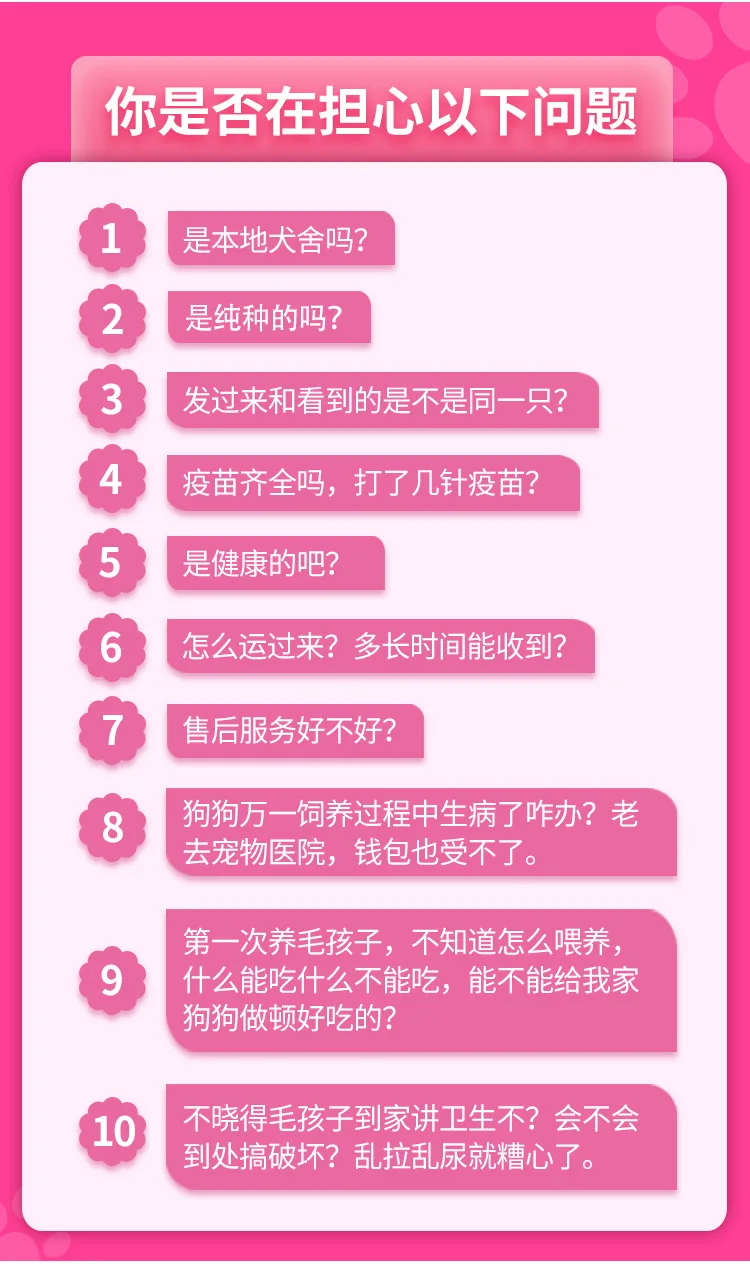 你是否在担心以下问题
1
是本地犬舍吗？
2
是纯种的吗？
3
发过来和看到的是不是同一只？
4
疫苗齐全吗，打了几针疫苗？
5
是健康的吧？
6
怎么运过来？多长时间能收到？
7
售后服务好不好？
8
狗狗万一饲养过程中生病了咋办？老
去宠物医院，钱包也受不了。
9
第一次养毛孩子，不知道怎么喂养，
什么能吃什么不能吃，能不能给我家
狗狗做顿好吃的？
10
不晓得毛孩子到家讲卫生不？会不会
到处搞破坏？乱拉乱尿就糟心了。